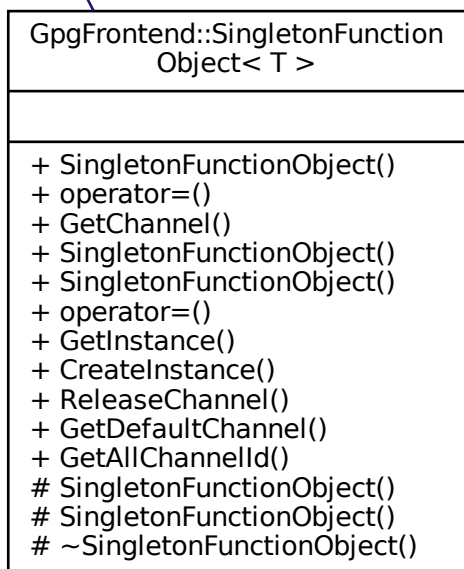 GpgFrontend::SingletonFunction
Object< T >
+ SingletonFunctionObject()
+ operator=()
+ GetChannel()
+ SingletonFunctionObject()
+ SingletonFunctionObject()
+ operator=()
+ GetInstance()
+ CreateInstance()
+ ReleaseChannel()
+ GetDefaultChannel()
+ GetAllChannelId()
# SingletonFunctionObject()
# SingletonFunctionObject()
# ~SingletonFunctionObject()